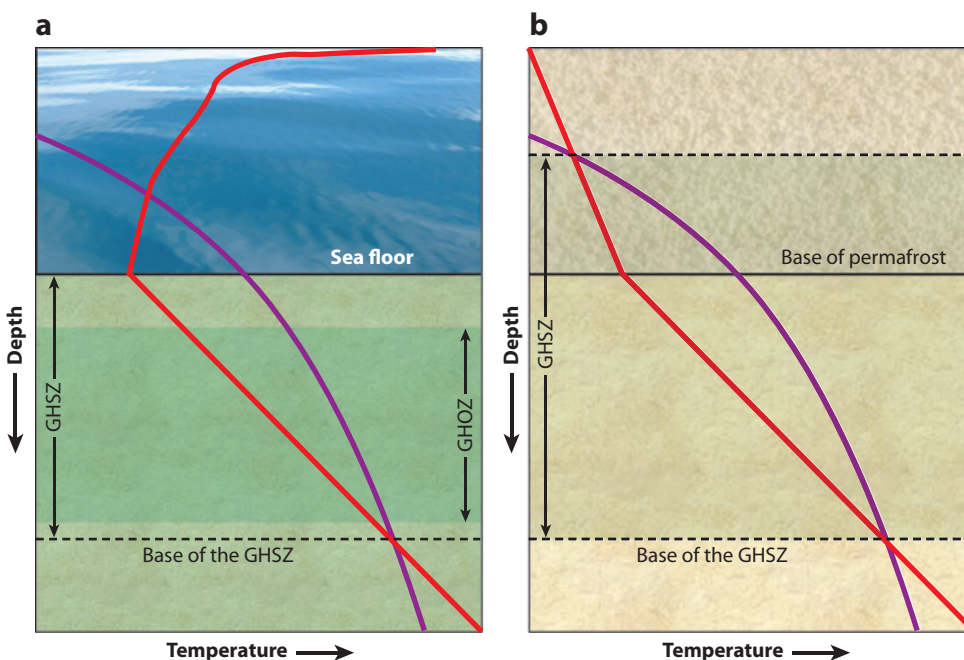 a
Sea floor
Depth
GHSZ
GHOZ
Base of the GHSZ
Temperature
b
Base of permafrost
Depth
GHSZ
Base of the GHSZ
Temperature